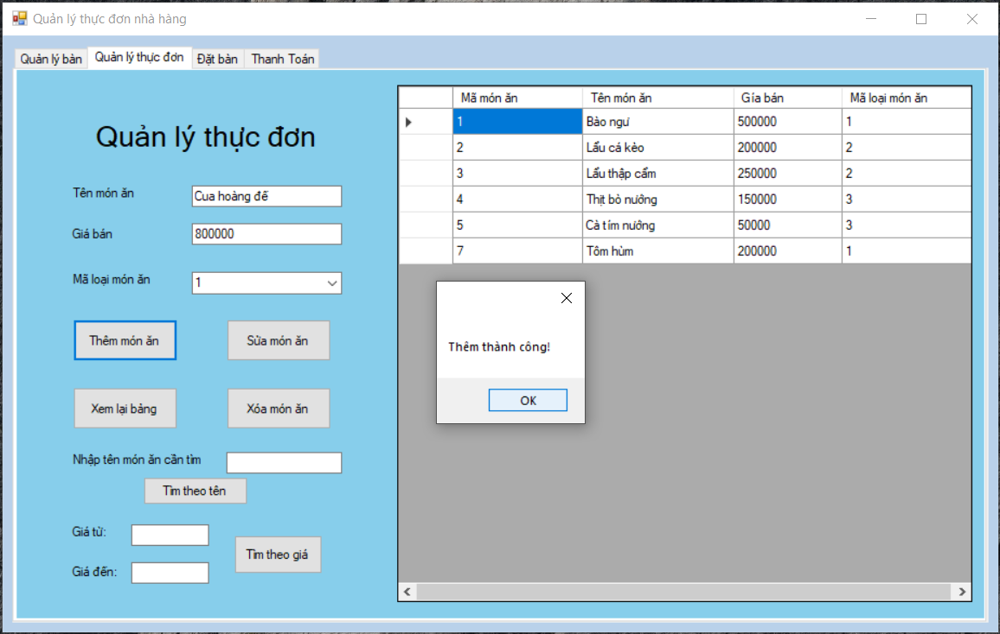 Quản lý thực đơn nhà hàng
Quản lý bàn Quản lý thực đơn Đặt bàn Thanh Toán
Quản lý thực đơn
Tên món ăn Cua hoàng đế
Giá bán 800000
Mã loại món ăn 1
Thêm món ăn Sửa món ăn
Xem lại bảng Xóa món ăn
Nhập tên món ăn cần tìm
Tìm theo tên
Giá từ:
Tìm theo giá
Giá đến:
Mã món ăn Tên món ăn Gía bán Mã loại món ăn
1 Bào ngư 500000 1
2 Lẩu cá kèo 200000 2
3 Lẩu thập cẩm 250000 2
4 Thịt bò nướng 150000 3
5 Cà tím nướng 50000 3
7 Tôm hùm 200000 1
Thêm thành công!
OK